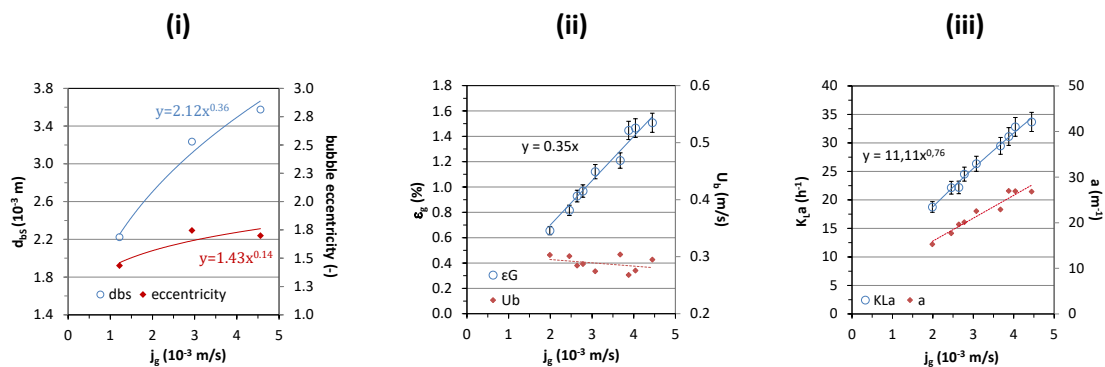 (i)
(ii)
(iii)
3.8
3.4
3.0
2.6
2.2
1.8
1.4
d_bs (10⁻³ m)
3.0
2.8
2.5
2.3
2.0
1.8
1.5
1.3
1.0
bubble eccentricity (-)
y=2.12x^0.36
y=1.43x^0.14
dbs
eccentricity
0 1 2 3 4 5
j_g (10⁻³ m/s)
1.8
1.6
1.4
1.2
1.0
0.8
0.6
0.4
0.2
0.0
ε_g (%)
0.6
0.5
0.4
0.3
0.2
U_b (m/s)
y = 0.35x
εG
Ub
0 1 2 3 4 5
j_g (10⁻³ m/s)
40
35
30
25
20
15
10
5
0
K_La (h⁻¹)
50
40
30
20
10
0
a (m⁻¹)
y = 11,11x^0,76
KLa
a
0 1 2 3 4 5
j_g (10⁻³ m/s)